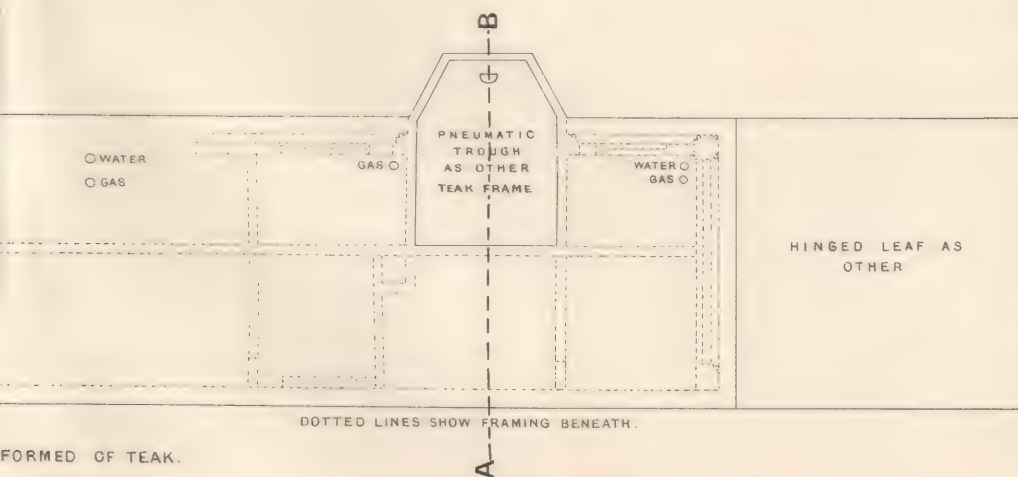 B
PNEUMATIC
TROUGH
AS OTHER
TEAK FRAME
WATER
GAS
GAS
WATER
GAS
HINGED LEAF AS
OTHER
DOTTED LINES SHOW FRAMING BENEATH.
FORMED OF TEAK.
A